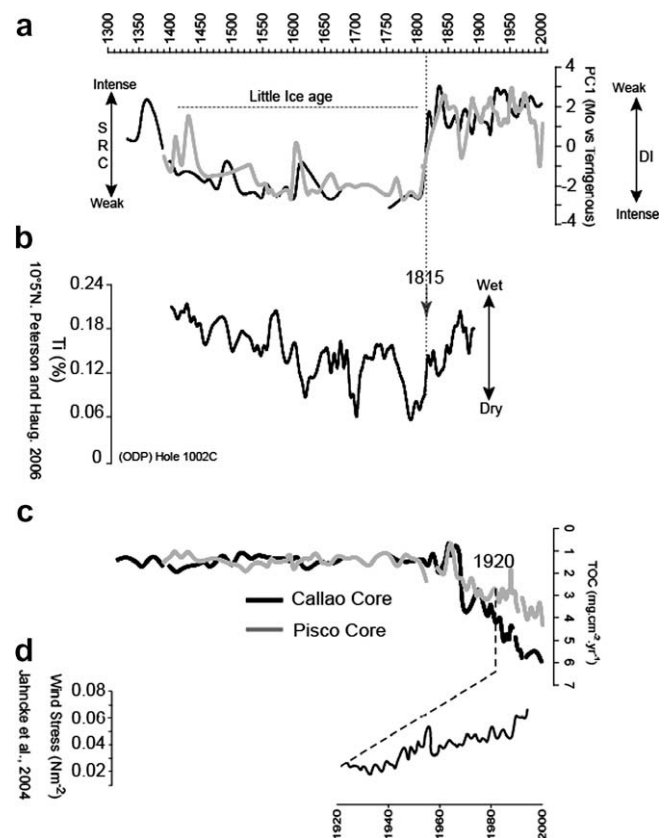 a
1300 1350 1400 1450 1500 1550 1600 1650 1700 1750 1800 1850 1900 1950 2000
Intense
SRC
Weak
Little Ice age
4
2
0
-2
-4
PC1 (Mo vs Terrigenous)
Weak
DI
Intense
b
1815
10°5'N. Peterson and Haug. 2006
Ti (%)
0.24
0.18
0.12
0.06
0
(ODP) Hole 1002C
Wet
Dry
c
1920
Callao Core
Pisco Core
0
1
2
3
4
5
6
7
TOC (mg.cm-2.yr-1)
d
Jahncke et al., 2004
Wind Stress (Nm-2)
0.08
0.06
0.04
0.02
1920 1940 1960 1980 2000